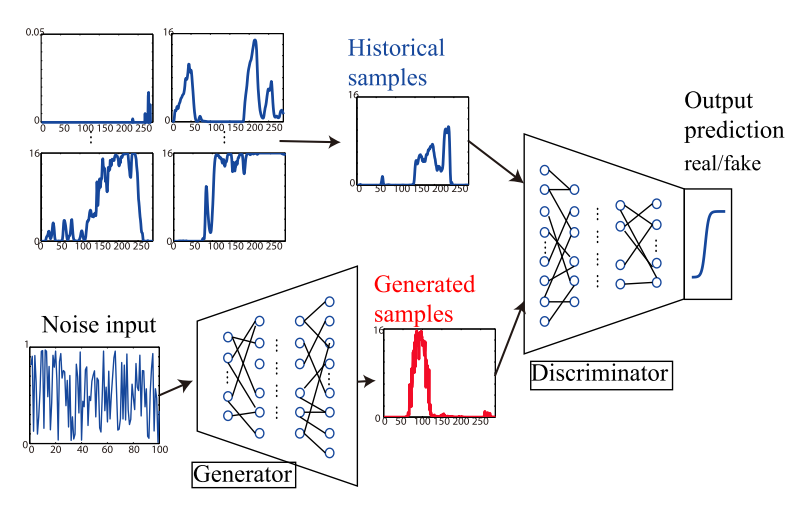 0.05
0
0 50 100 150 200 250
16
0
0 50 100 150 200 250
16
0
0 50 100 150 200 250
16
0
0 50 100 150 200 250
Historical
samples
16
0
0 50 100 150 200 250
Output
prediction
real/fake
Noise input
1
0
0 20 40 60 80 100
Generator
Generated
samples
16
0
0 50 100 150 200 250
Discriminator